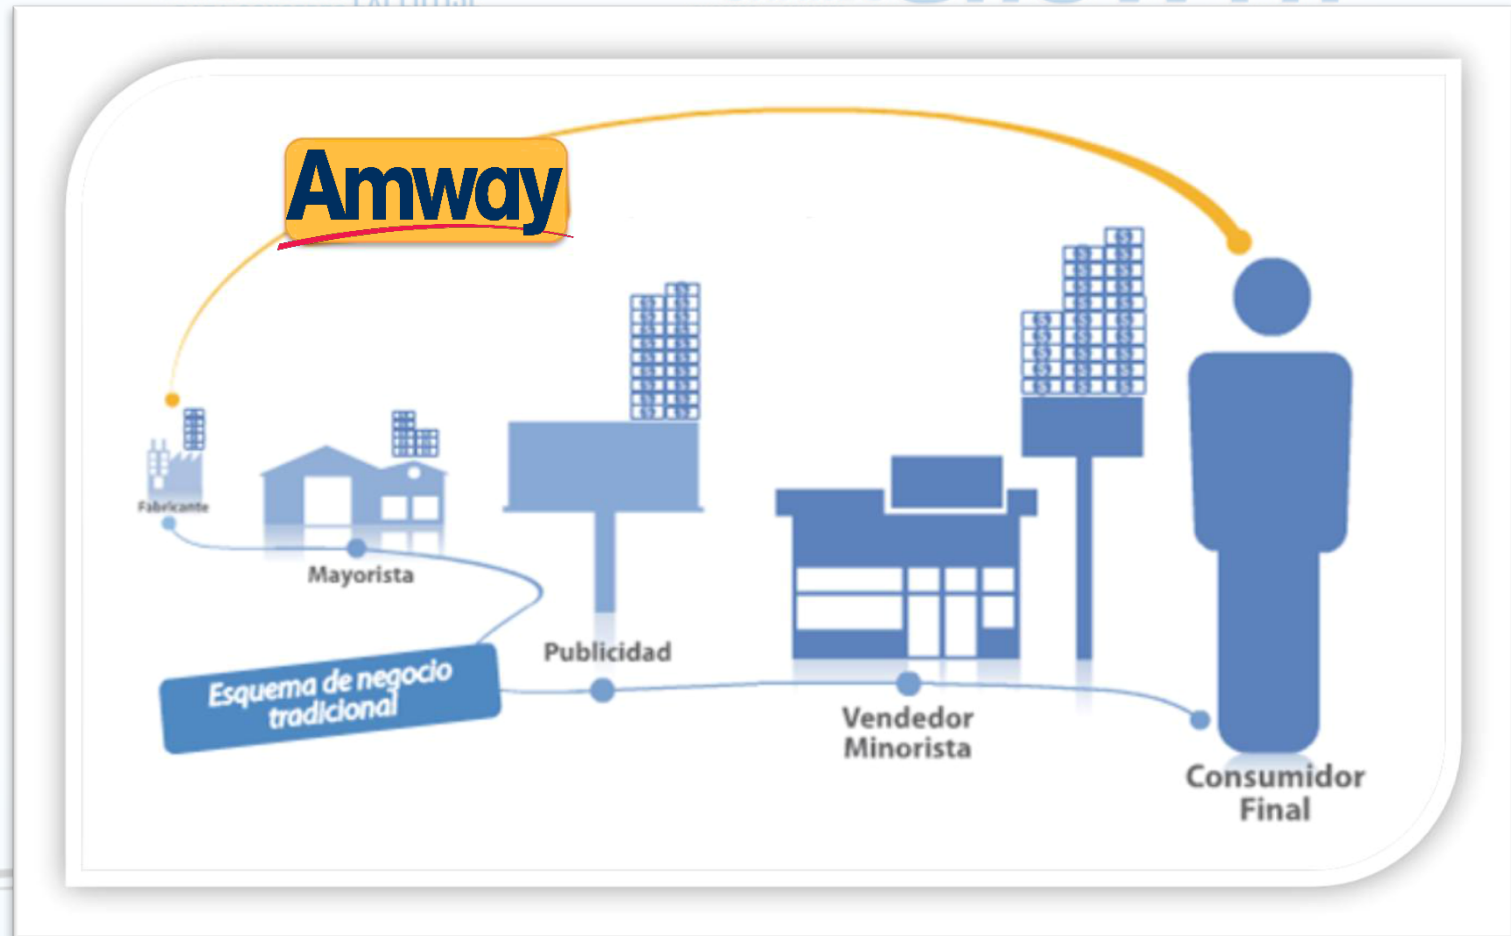 Amway
Fabricante
Mayorista
Publicidad
Esquema de negocio
tradicional
Vendedor
Minorista
Consumidor
Final